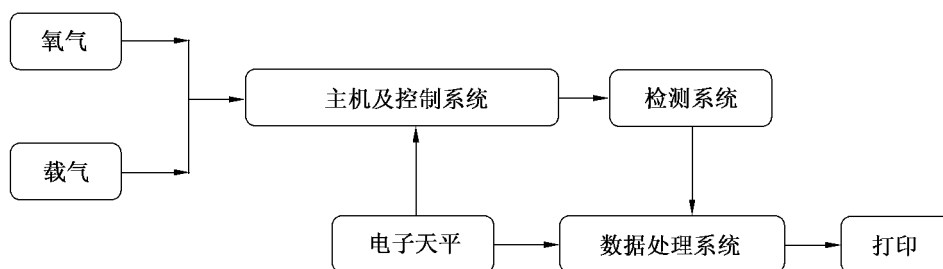 氧气
主机及控制系统
检测系统
载气
电子天平
数据处理系统
打印